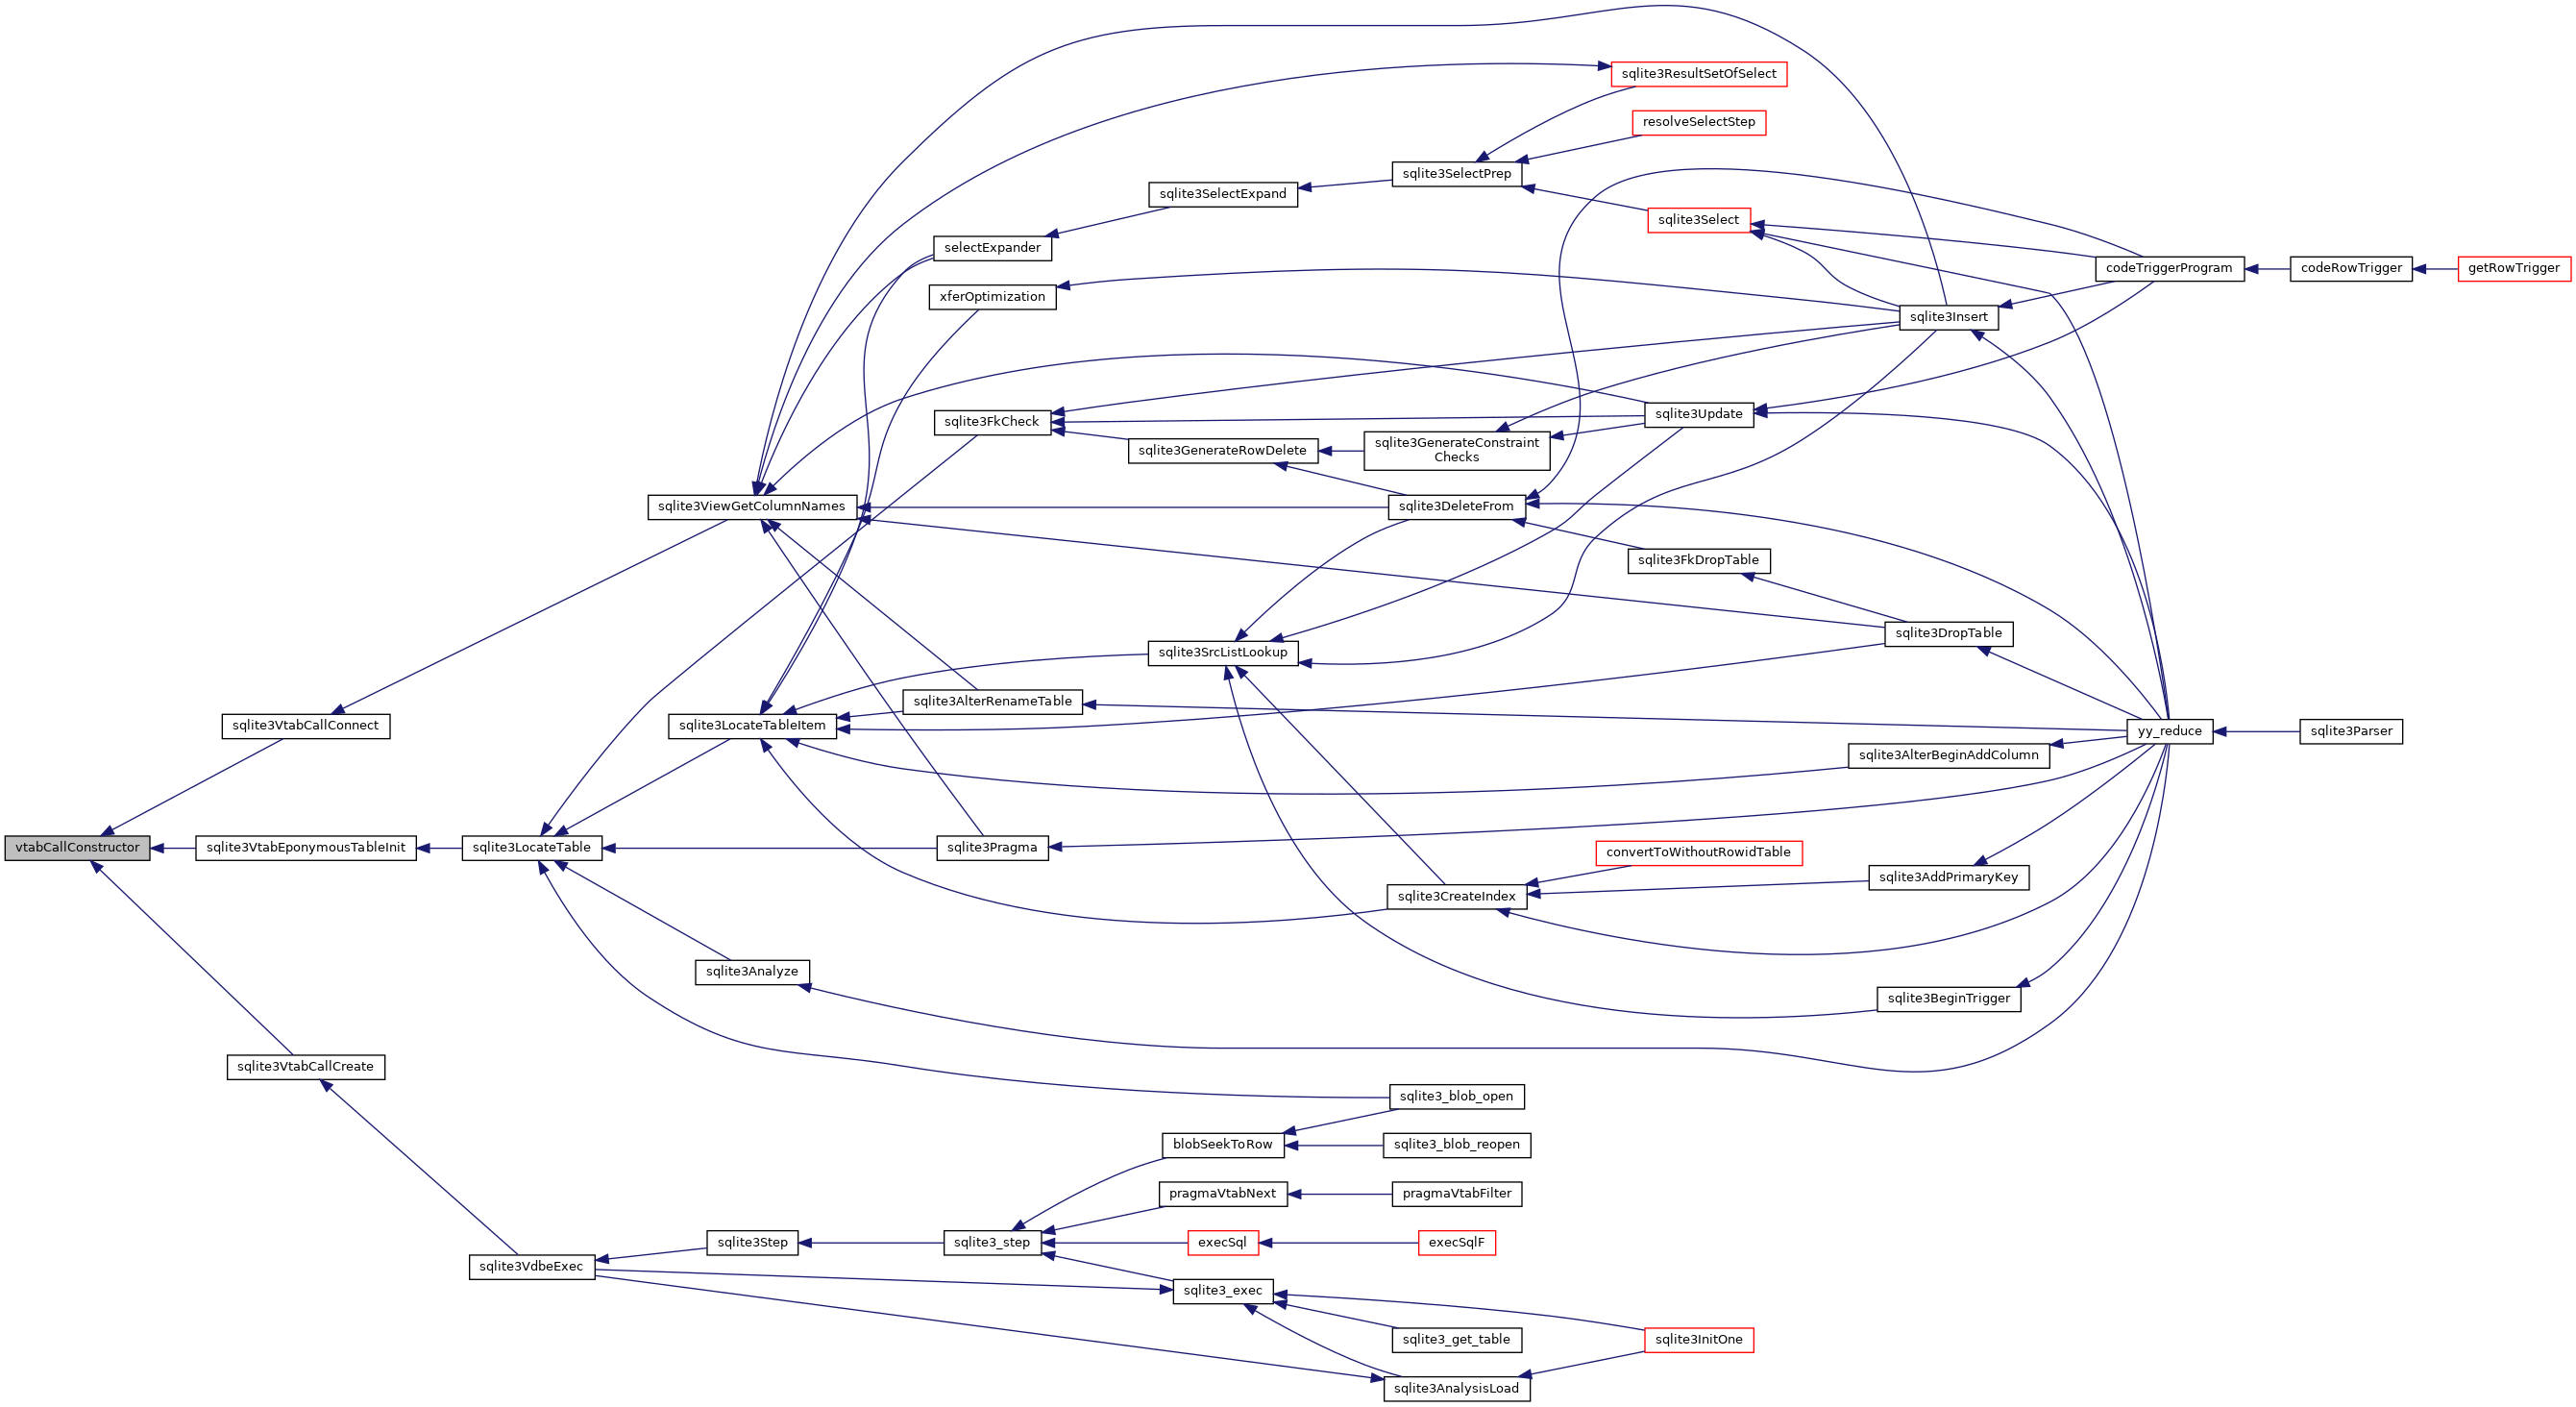 sqlite3ResultSetOfSelect
resolveSelectStep
sqlite3SelectPrep
sqlite3SelectExpand
sqlite3Select
selectExpander
codeTriggerProgram
codeRowTrigger
getRowTrigger
xferOptimization
sqlite3Insert
sqlite3FkCheck
sqlite3Update
sqlite3GenerateRowDelete
sqlite3GenerateConstraint
Checks
sqlite3ViewGetColumnNames
sqlite3DeleteFrom
sqlite3FkDropTable
sqlite3DropTable
sqlite3SrcListLookup
sqlite3AlterRenameTable
sqlite3VtabCallConnect
sqlite3LocateTableItem
yy_reduce
sqlite3Parser
sqlite3AlterBeginAddColumn
vtabCallConstructor
sqlite3VtabEponymousTableInit
sqlite3LocateTable
sqlite3Pragma
convertToWithoutRowidTable
sqlite3AddPrimaryKey
sqlite3CreateIndex
sqlite3Analyze
sqlite3BeginTrigger
sqlite3VtabCallCreate
sqlite3_blob_open
blobSeekToRow
sqlite3_blob_reopen
pragmaVtabNext
pragmaVtabFilter
sqlite3Step
sqlite3_step
execSql
execSqlF
sqlite3VdbeExec
sqlite3_exec
sqlite3_get_table
sqlite3InitOne
sqlite3AnalysisLoad